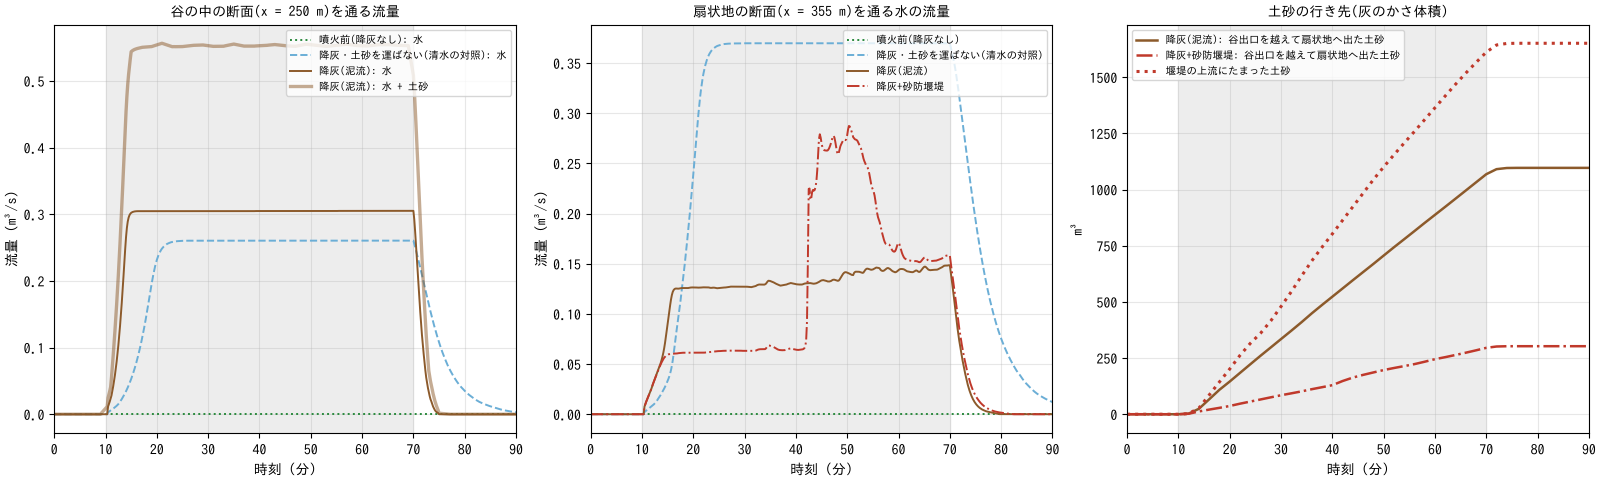 谷の中の断面(x = 250 m)を通る流量
流量 (m³/s)
0.5
0.4
0.3
0.2
0.1
0.0
噴火前(降灰なし): 水
降灰・土砂を運ばない(清水の対照): 水
降灰(泥流): 水
降灰(泥流): 水 + 土砂
0 10 20 30 40 50 60 70 80 90
時刻 (分)
扇状地の断面(x = 355 m)を通る水の流量
流量 (m³/s)
0.35
0.30
0.25
0.20
0.15
0.10
0.05
0.00
噴火前(降灰なし)
降灰・土砂を運ばない(清水の対照)
降灰(泥流)
降灰+砂防堰堤
0 10 20 30 40 50 60 70 80 90
時刻 (分)
土砂の行き先(灰のかさ体積)
m³
1500
1250
1000
750
500
250
0
降灰(泥流): 谷出口を越えて扇状地へ出た土砂
降灰+砂防堰堤: 谷出口を越えて扇状地へ出た土砂
堰堤の上流にたまった土砂
0 10 20 30 40 50 60 70 80 90
時刻 (分)